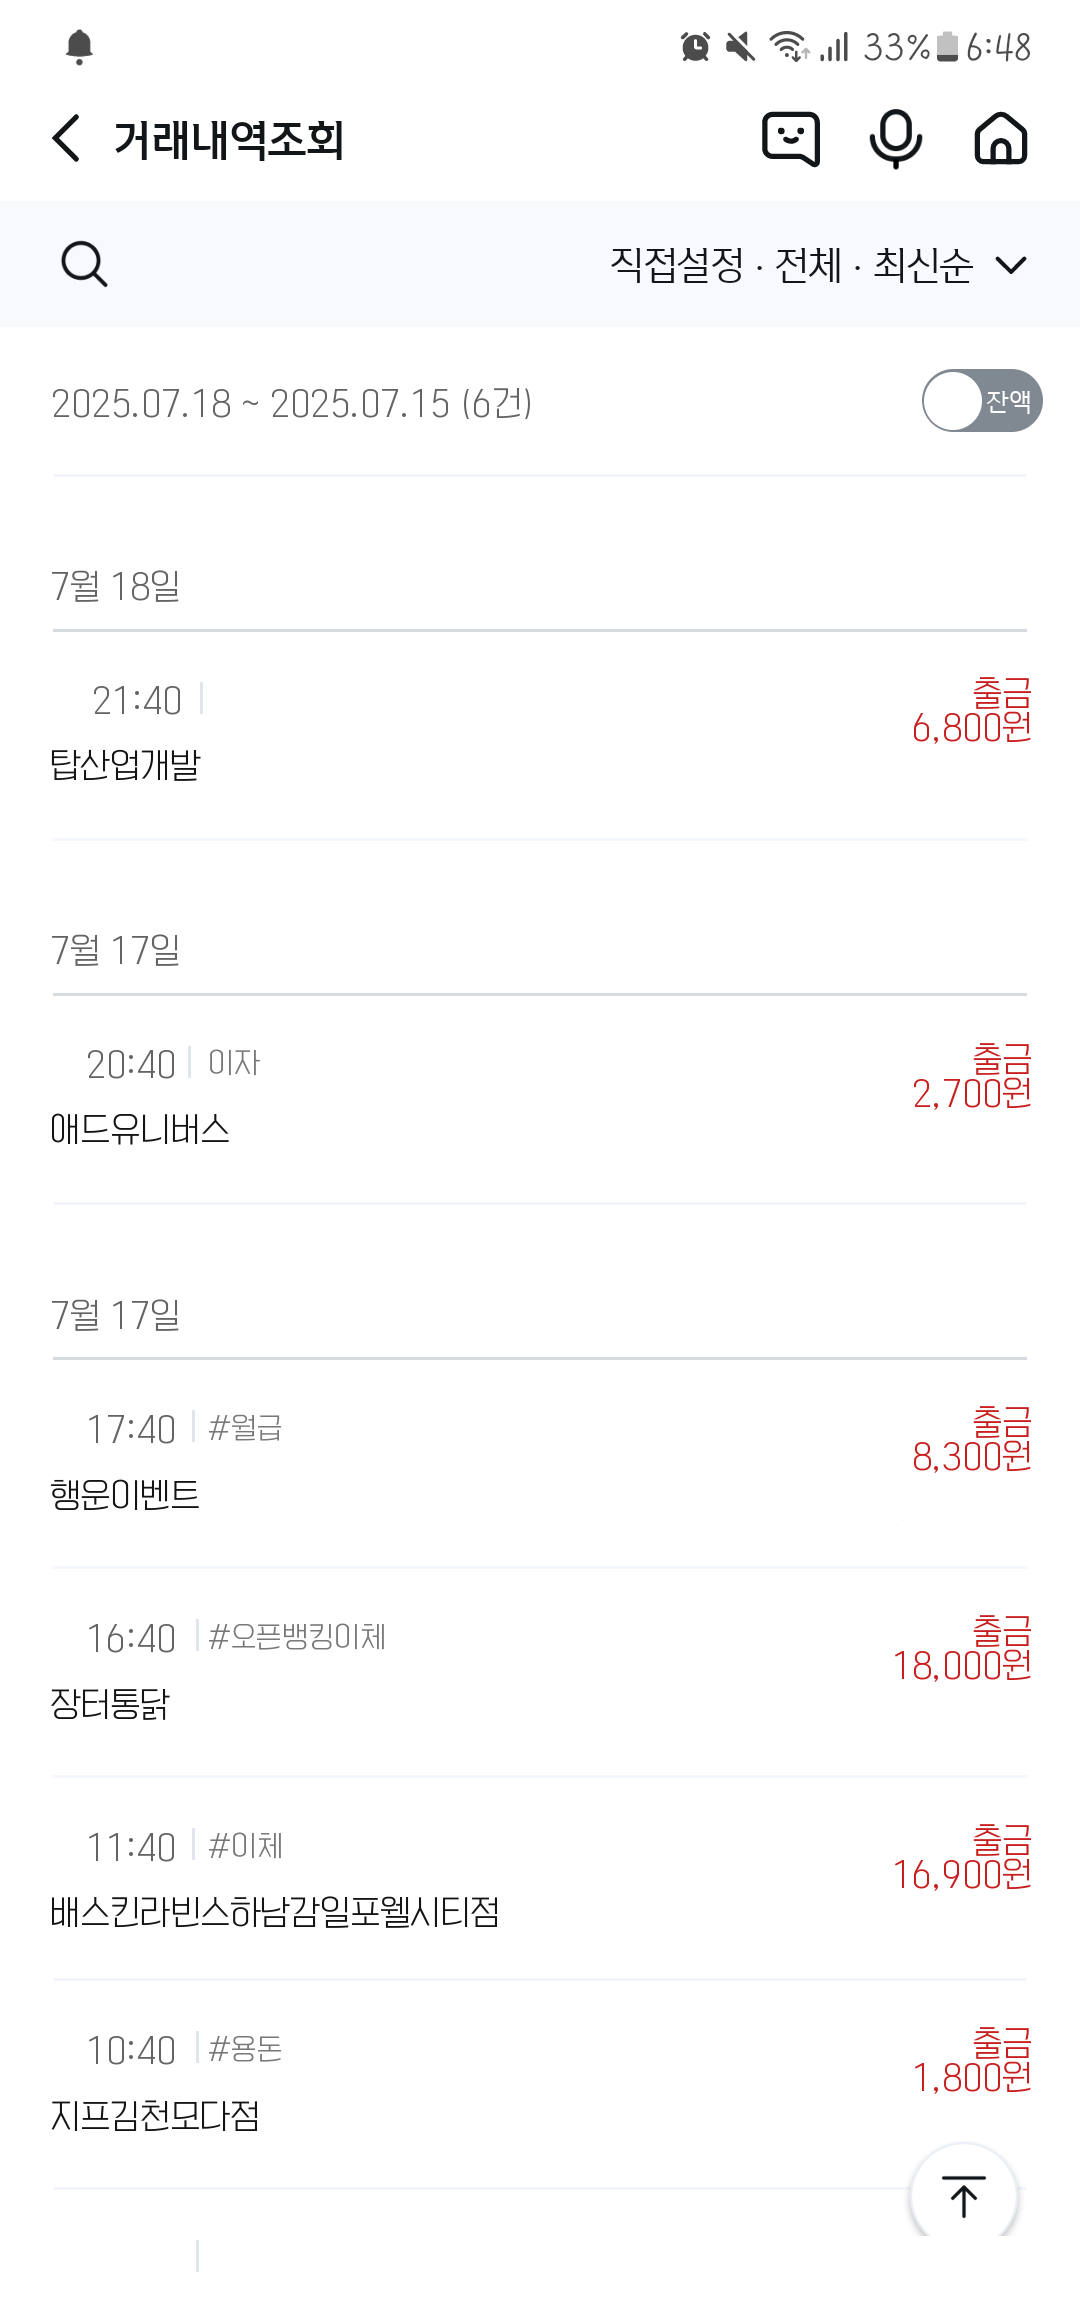 33% 6:48
거래내역조회
직접설정 · 전체 · 최신순
2025.07.18 ~ 2025.07.15 (6건)
잔액
7월 18일
21:40
출금
6,800원
탑산업개발
7월 17일
20:40 이자
출금
2,700원
애드유니버스
7월 17일
17:40 #월급
출금
8,300원
행운이벤트
16:40 #오픈뱅킹이체
출금
18,000원
장터통닭
11:40 #이체
출금
16,900원
배스킨라빈스하남감일포웰시티점
10:40 #용돈
출금
1,800원
지프김천모다점